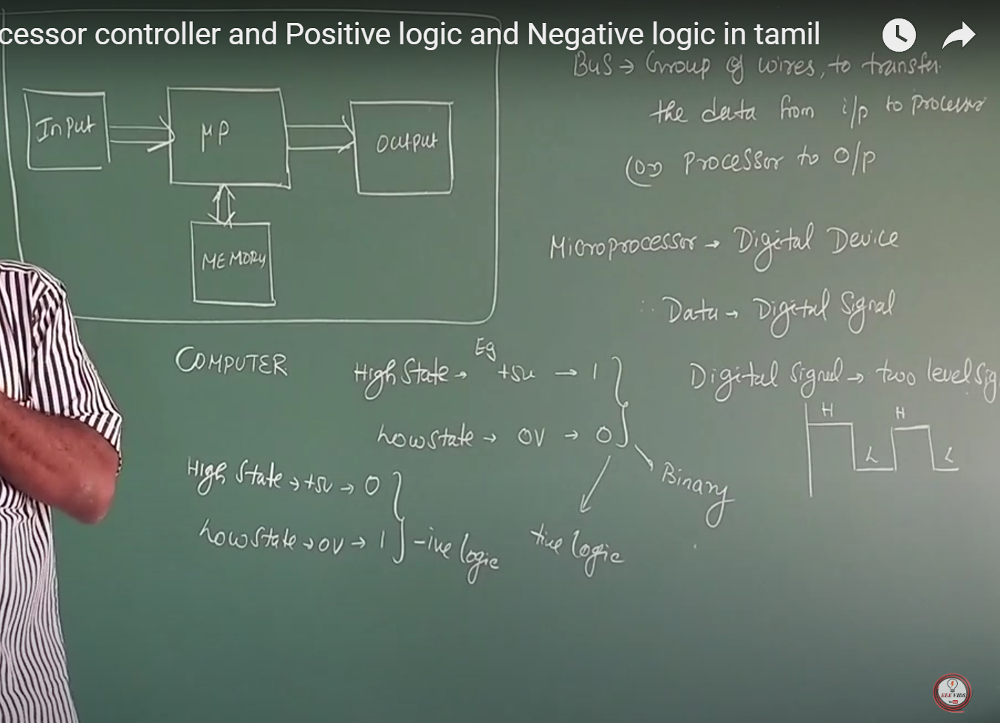 cessor controller and Positive logic and Negative logic in tamil
Input
μP
OUTPUT
MEMORY
COMPUTER
BUS → Group of wires, to transfer
the data from i/p to processor
(or) Processor to O/p
Microprocessor → Digital Device
∴ Data → Digital Signal
Digital Signal → two level sig
H H
L L
Eg
High State → +5v → 1
Low State → 0V → 0
Binary
+ive logic
High State → +5v → 0
Low State → 0V → 1
-ive logic
EEE VIDS